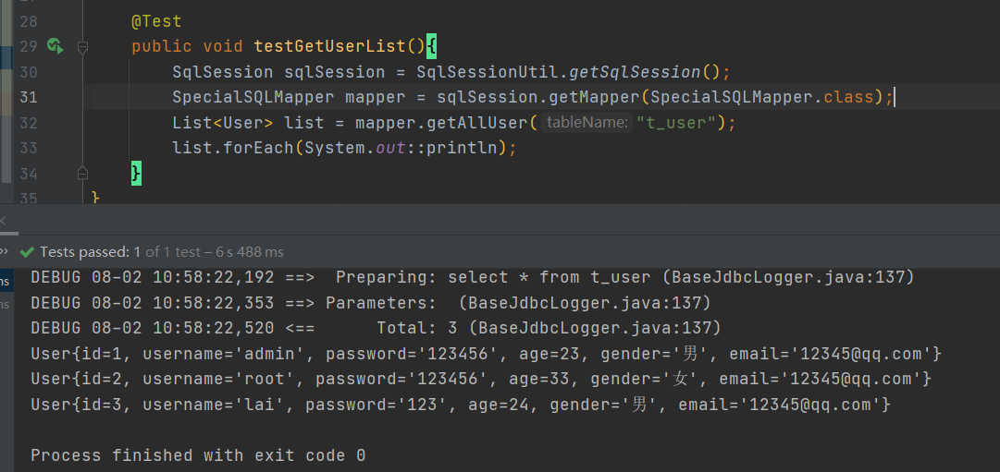 28 @Test
29 public void testGetUserList(){
30 SqlSession sqlSession = SqlSessionUtil.getSqlSession();
31 SpecialSQLMapper mapper = sqlSession.getMapper(SpecialSQLMapper.class);
32 List<User> list = mapper.getAllUser( tableName: "t_user");
33 list.forEach(System.out::println);
34 }
35 }
Tests passed: 1 of 1 test – 6 s 488 ms
ms DEBUG 08-02 10:58:22,192 ==>  Preparing: select * from t_user (BaseJdbcLogger.java:137)
ms DEBUG 08-02 10:58:22,353 ==> Parameters:  (BaseJdbcLogger.java:137)
DEBUG 08-02 10:58:22,520 <==      Total: 3 (BaseJdbcLogger.java:137)
User{id=1, username='admin', password='123456', age=23, gender='男', email='12345@qq.com'}
User{id=2, username='root', password='123456', age=33, gender='女', email='12345@qq.com'}
User{id=3, username='lai', password='123', age=24, gender='男', email='12345@qq.com'}
Process finished with exit code 0